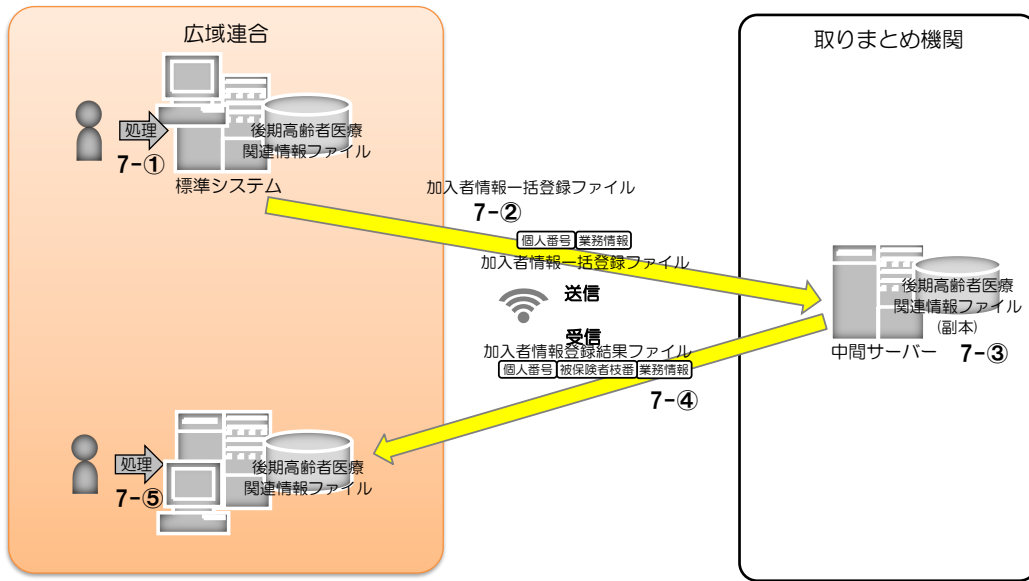 広域連合
取りまとめ機関
処理
7-①
後期高齢者医療
関連情報ファイル
標準システム
加入者情報一括登録ファイル
7-②
個人番号 業務情報
加入者情報一括登録ファイル
送信
受信
後期高齢者医療
関連情報ファイル
(副本)
中間サーバー
7-③
加入者情報登録結果ファイル
個人番号 被保険者枝番 業務情報
7-④
処理
7-⑤
後期高齢者医療
関連情報ファイル